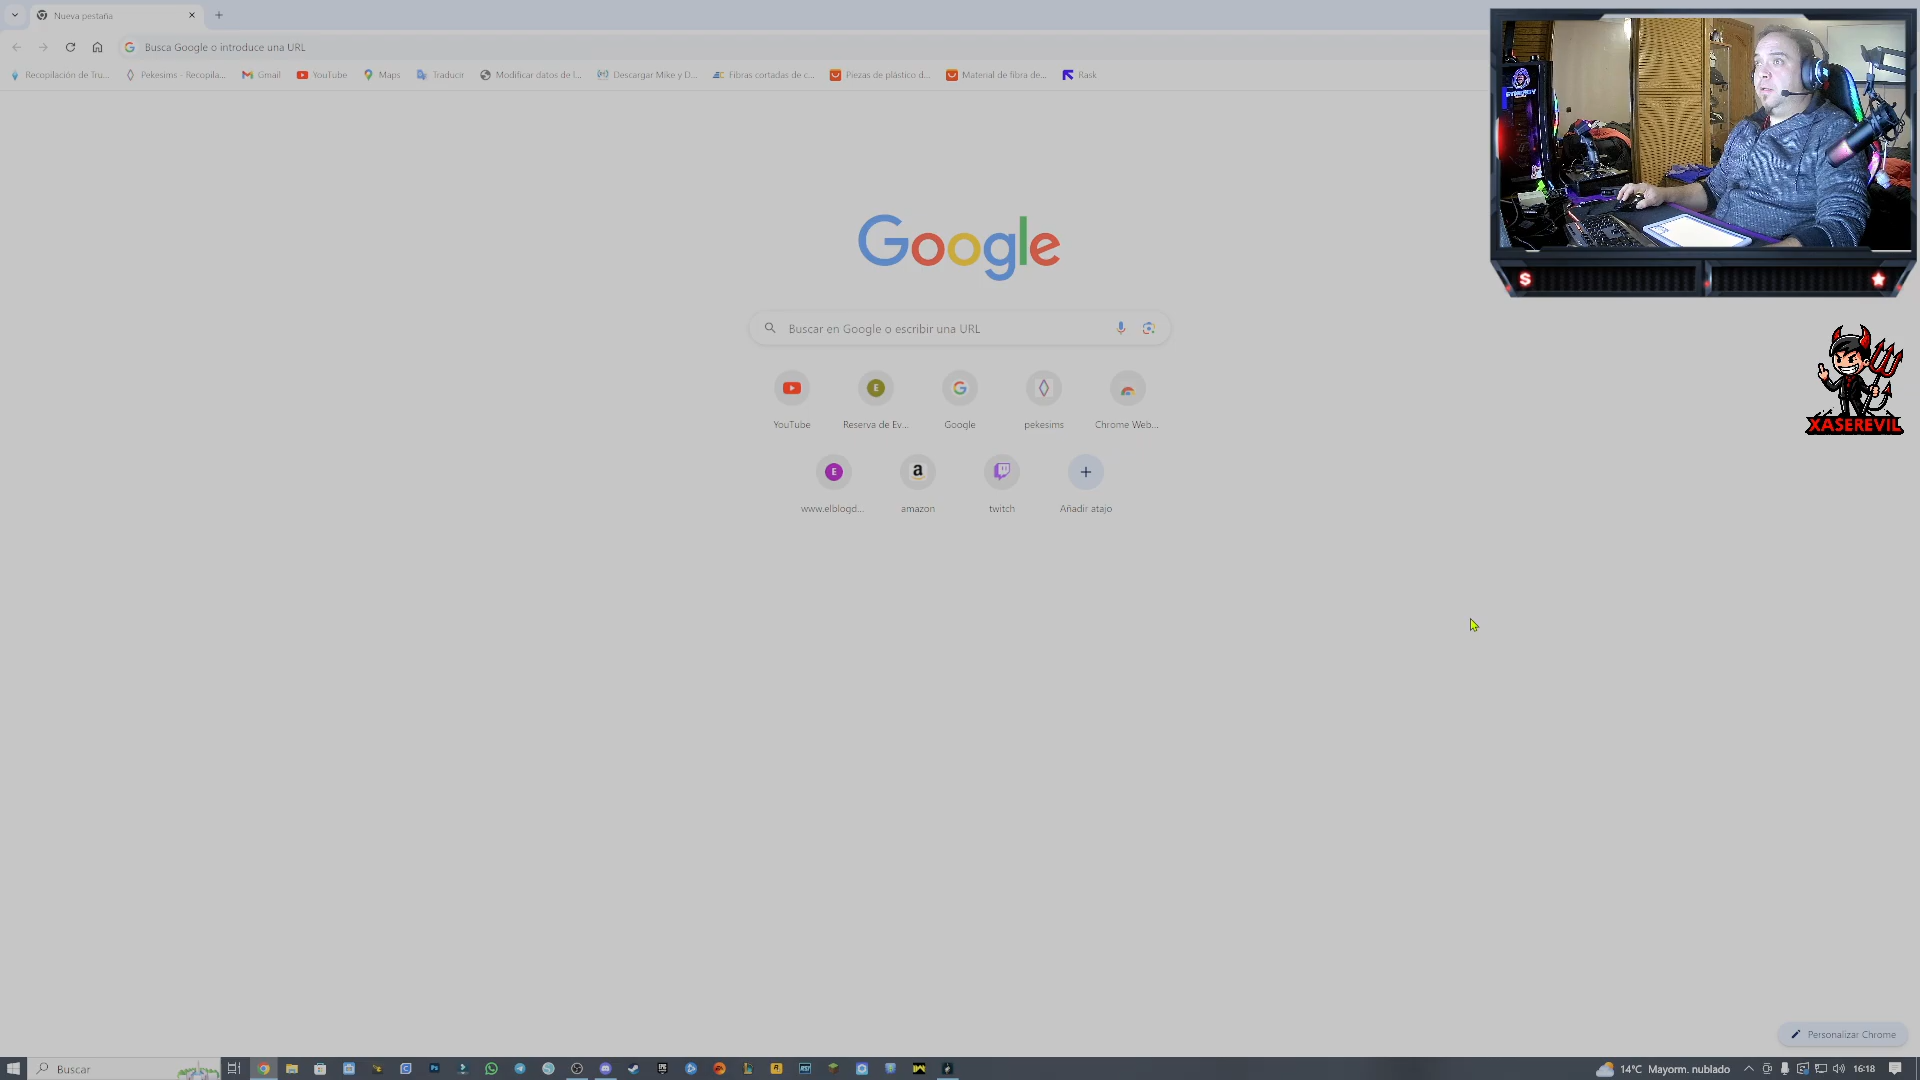 Nueva pestaña
Busca Google o introduce una URL
Recopilación de Tru...
Pekesims - Recopila...
Gmail
YouTube
Maps
Traducir
Modificar datos de l...
Descargar Mike y D...
Fibras cortadas de c...
Piezas de plástico d...
Material de fibra de...
Rask
Google
Buscar en Google o escribir una URL
YouTube
E
Reserva de Ev...
Google
pekesims
Chrome Web...
E
www.elblogd...
amazon
twitch
Añadir atajo
S
XASEREVIL
Personalizar Chrome
Buscar
14°C Mayorm. nublado
16:18